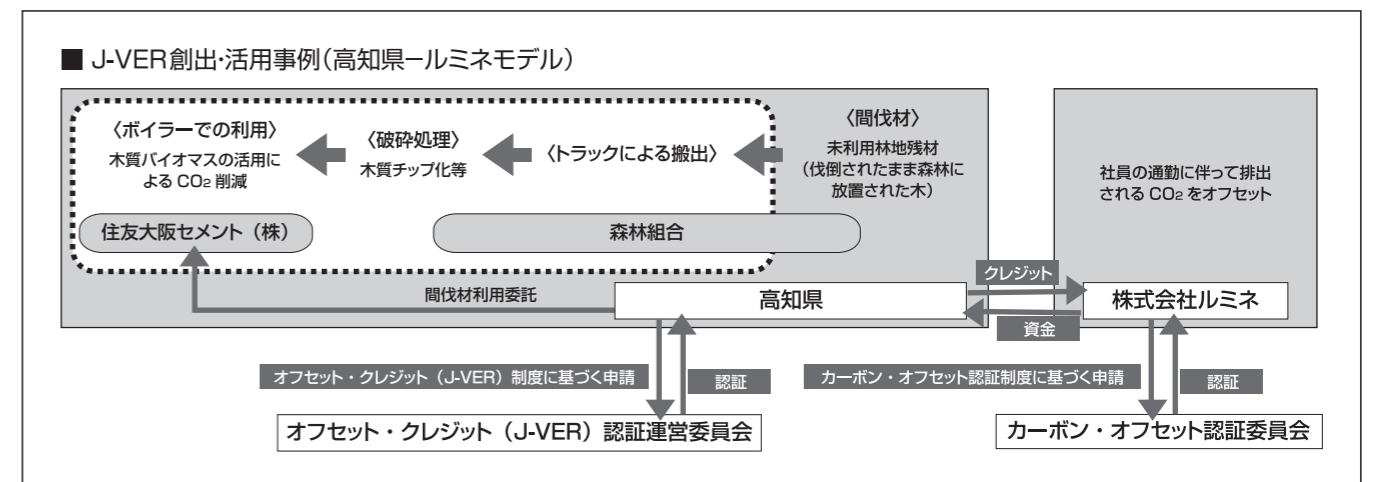 ■ J-VER創出・活用事例（高知県－ルミネモデル）
〈ボイラーでの利用〉
木質バイオマスの活用に
よる CO2 削減
〈破砕処理〉
木質チップ化等
〈トラックによる搬出〉
〈間伐材〉
未利用林地残材
（伐倒されたまま森林に
放置された木）
社員の通勤に伴って排出
される CO2 をオフセット
住友大阪セメント（株）
森林組合
間伐材利用委託
高知県
クレジット
資金
株式会社ルミネ
オフセット・クレジット（J-VER）制度に基づく申請
認証
カーボン・オフセット認証制度に基づく申請
認証
オフセット・クレジット（J-VER）認証運営委員会
カーボン・オフセット認証委員会